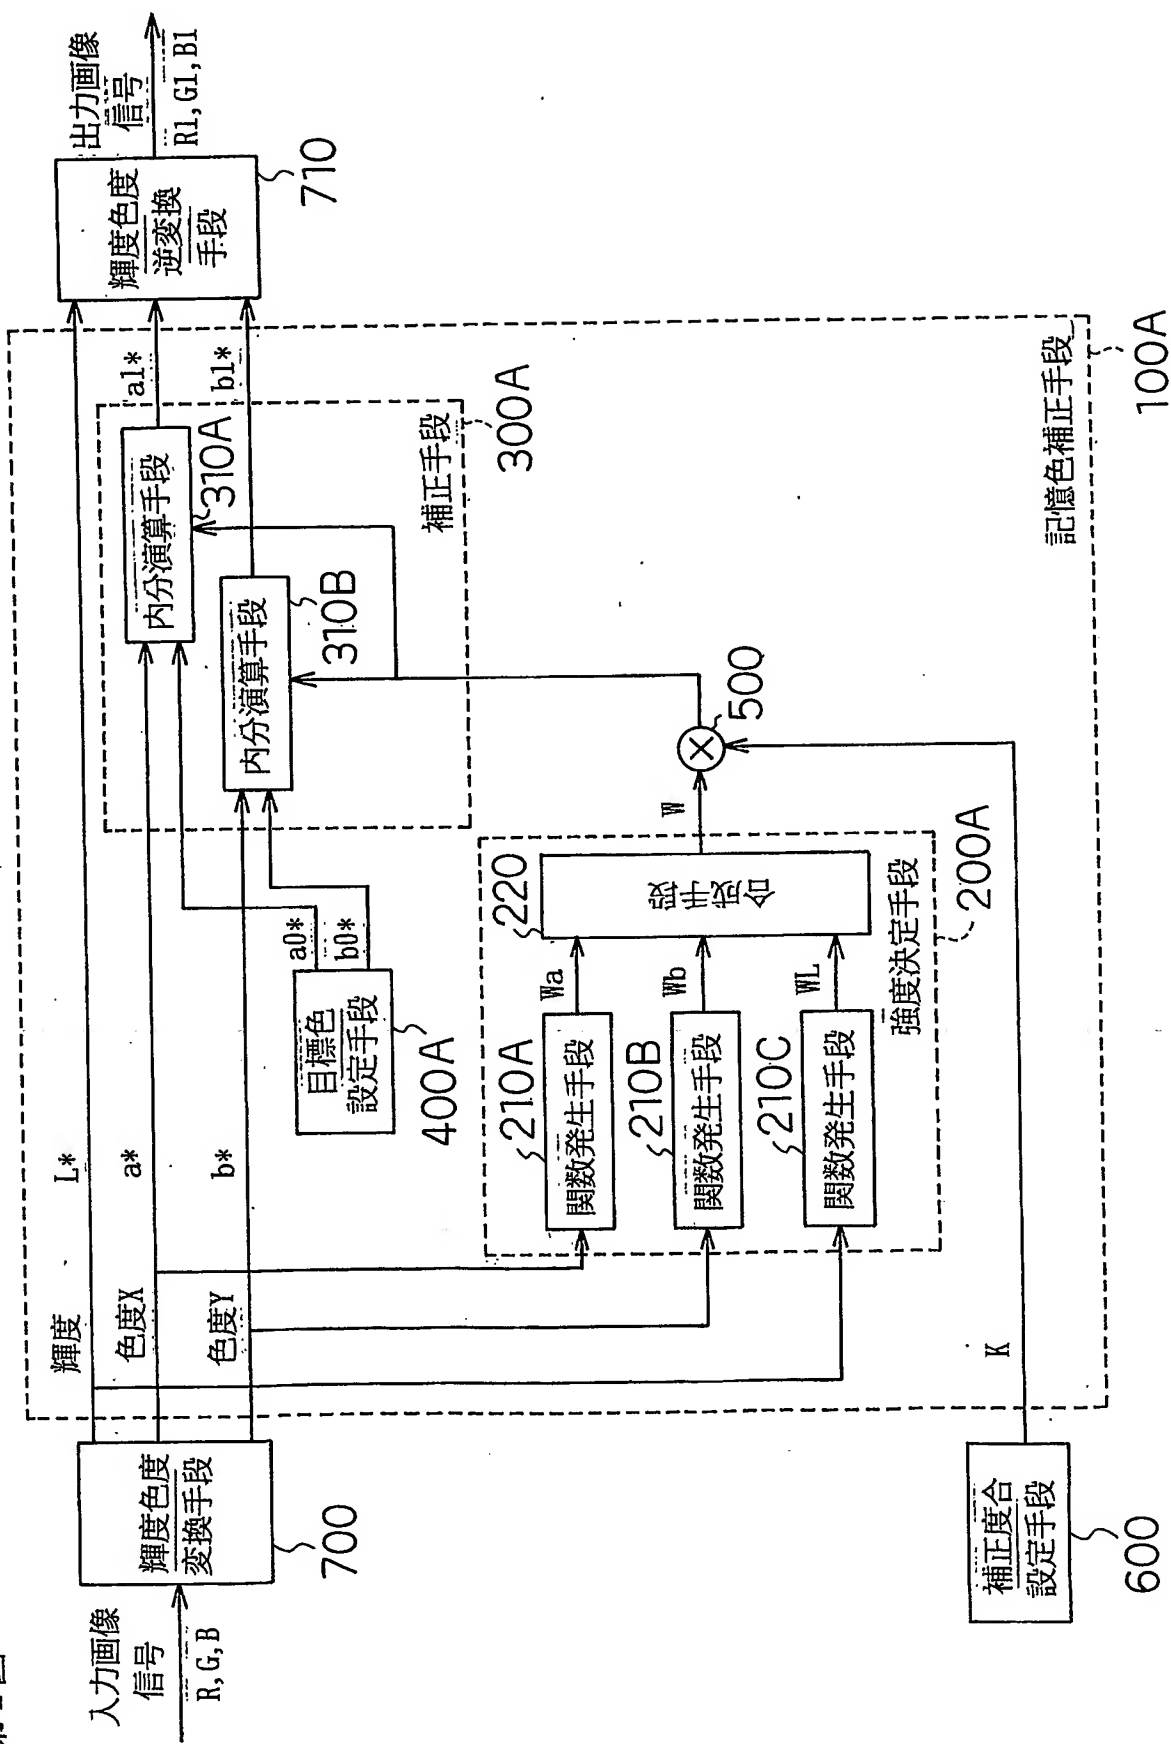 入力画像
信号
R,G,B
輝度色度
変換手段
700
輝度
色度X
色度Y
L*
a*
b*
目標色
設定手段
400A
a0*
b0*
内分演算手段
310A
内分演算手段
310B
補正手段
300A
a1*
b1*
輝度色度
逆変換
手段
710
出力画像
信号
R1,G1,B1
関数発生手段
210A
関数発生手段
210B
関数発生手段
210C
Wa
Wb
WL
合成手段
220
強度決定手段
200A
W
500
K
補正度合
設定手段
600
記憶色補正手段
100A